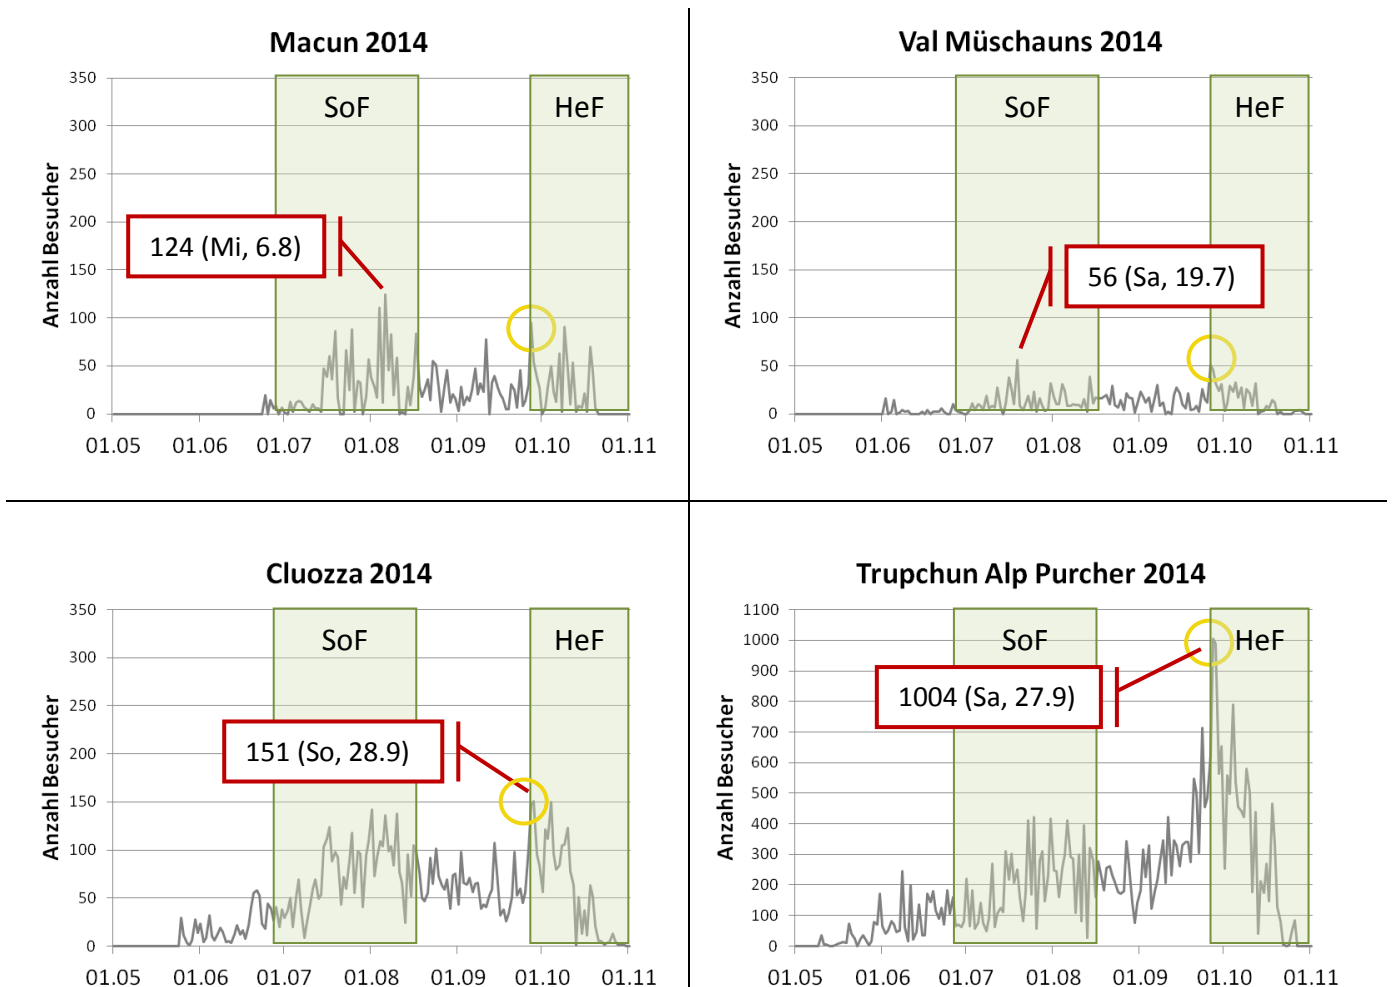 Macun 2014
350
300
250
200
150
100
50
0
Anzahl Besucher
SoF
HeF
124 (Mi, 6.8)
01.05 01.06 01.07 01.08 01.09 01.10 01.11
Val Müschauns 2014
350
300
250
200
150
100
50
0
Anzahl Besucher
SoF
HeF
56 (Sa, 19.7)
01.05 01.06 01.07 01.08 01.09 01.10 01.11
Cluozza 2014
350
300
250
200
150
100
50
0
Anzahl Besucher
SoF
HeF
151 (So, 28.9)
01.05 01.06 01.07 01.08 01.09 01.10 01.11
Trupchun Alp Purcher 2014
1100
1000
900
800
700
600
500
400
300
200
100
0
Anzahl Besucher
SoF
HeF
1004 (Sa, 27.9)
01.05 01.06 01.07 01.08 01.09 01.10 01.11